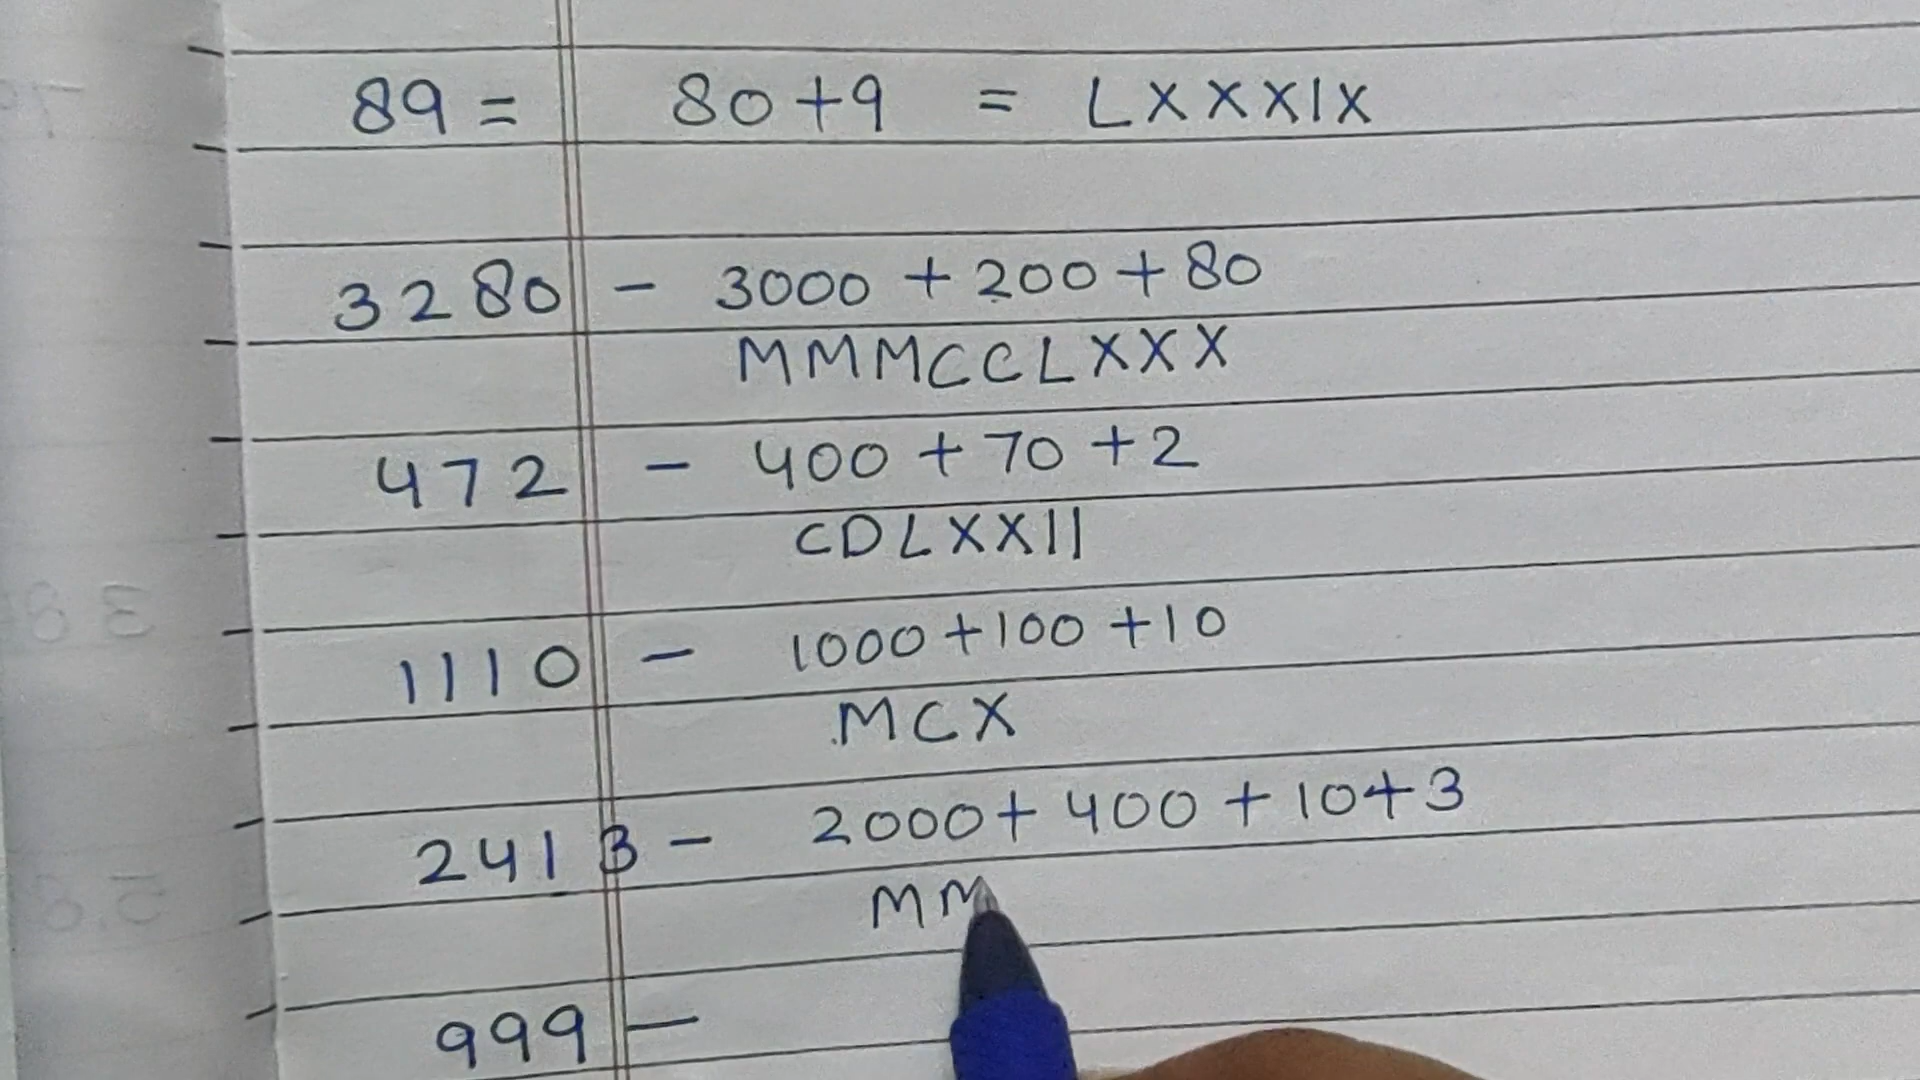 89 = 80+9 = LXXXIX
3280 - 3000 + 200 + 80
MMMCCLXXX
472 - 400 + 70 + 2
CDLXXII
1110 - 1000 + 100 + 10
MCX
2413 - 2000 + 400 + 10 + 3
MM
999 -